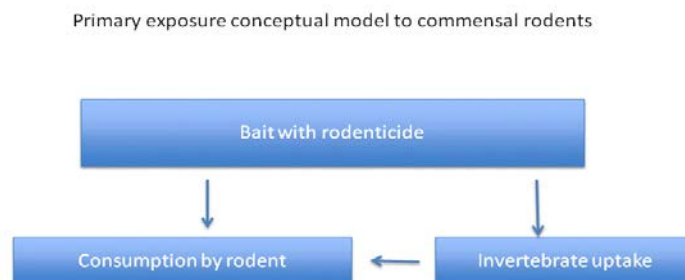 Primary exposure conceptual model to commensal rodents
Bait with rodenticide
Consumption by rodent
Invertebrate uptake